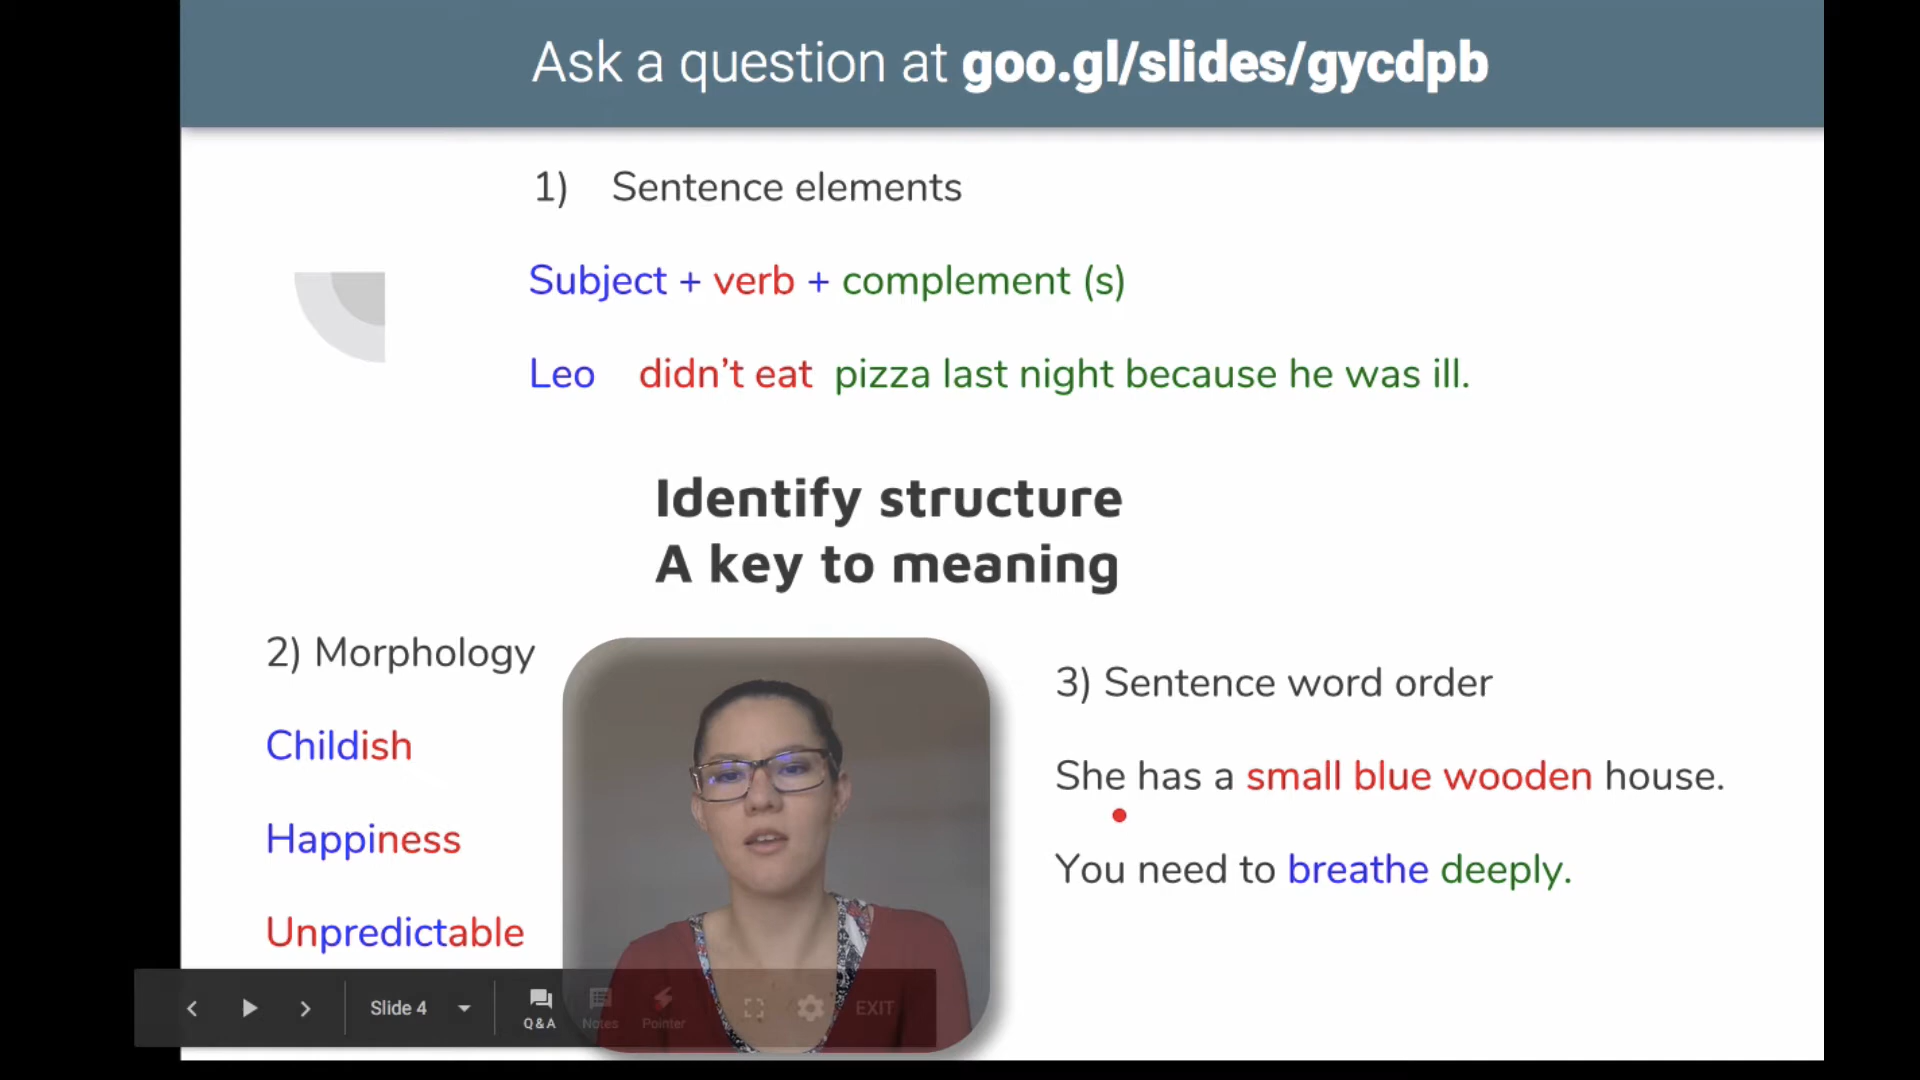 Ask a question at goo.gl/slides/gycdpb
1) Sentence elements
Subject + verb + complement (s)
Leo didn’t eat pizza last night because he was ill.
Identify structure
A key to meaning
2) Morphology
Childish
Happiness
Unpredictable
3) Sentence word order
She has a small blue wooden house.
You need to breathe deeply.
Slide 4
Q&A Notes Pointer EXIT